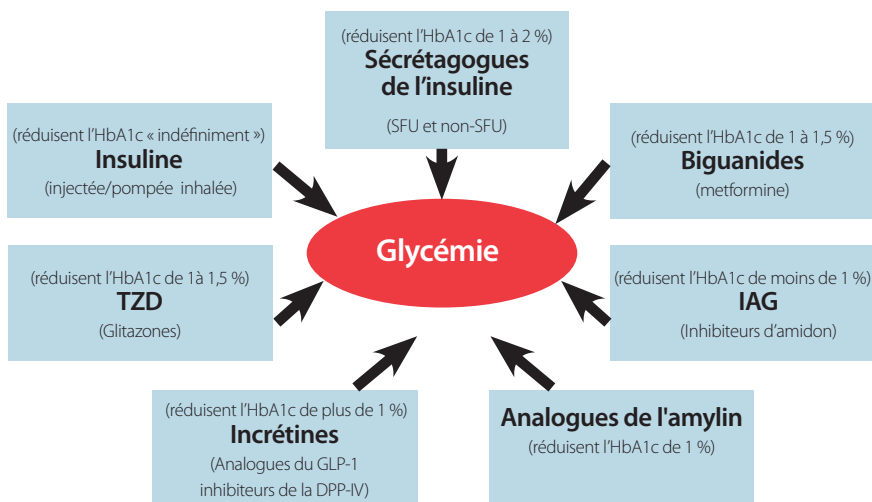 (réduisent l'HbA1c de 1 à 2 %)
Sécrétagogues
de l'insuline
(SFU et non-SFU)
(réduisent l'HbA1c « indéfiniment »)
Insuline
(injectée/pompée inhalée)
(réduisent l'HbA1c de 1 à 1,5 %)
Biguanides
(metformine)
Glycémie
(réduisent l'HbA1c de 1à 1,5 %)
TZD
(Glitazones)
(réduisent l'HbA1c de moins de 1 %)
IAG
(Inhibiteurs d'amidon)
(réduisent l'HbA1c de plus de 1 %)
Incrétines
(Analogues du GLP-1
inhibiteurs de la DPP-IV)
Analogues de l'amylin
(réduisent l'HbA1c de 1 %)